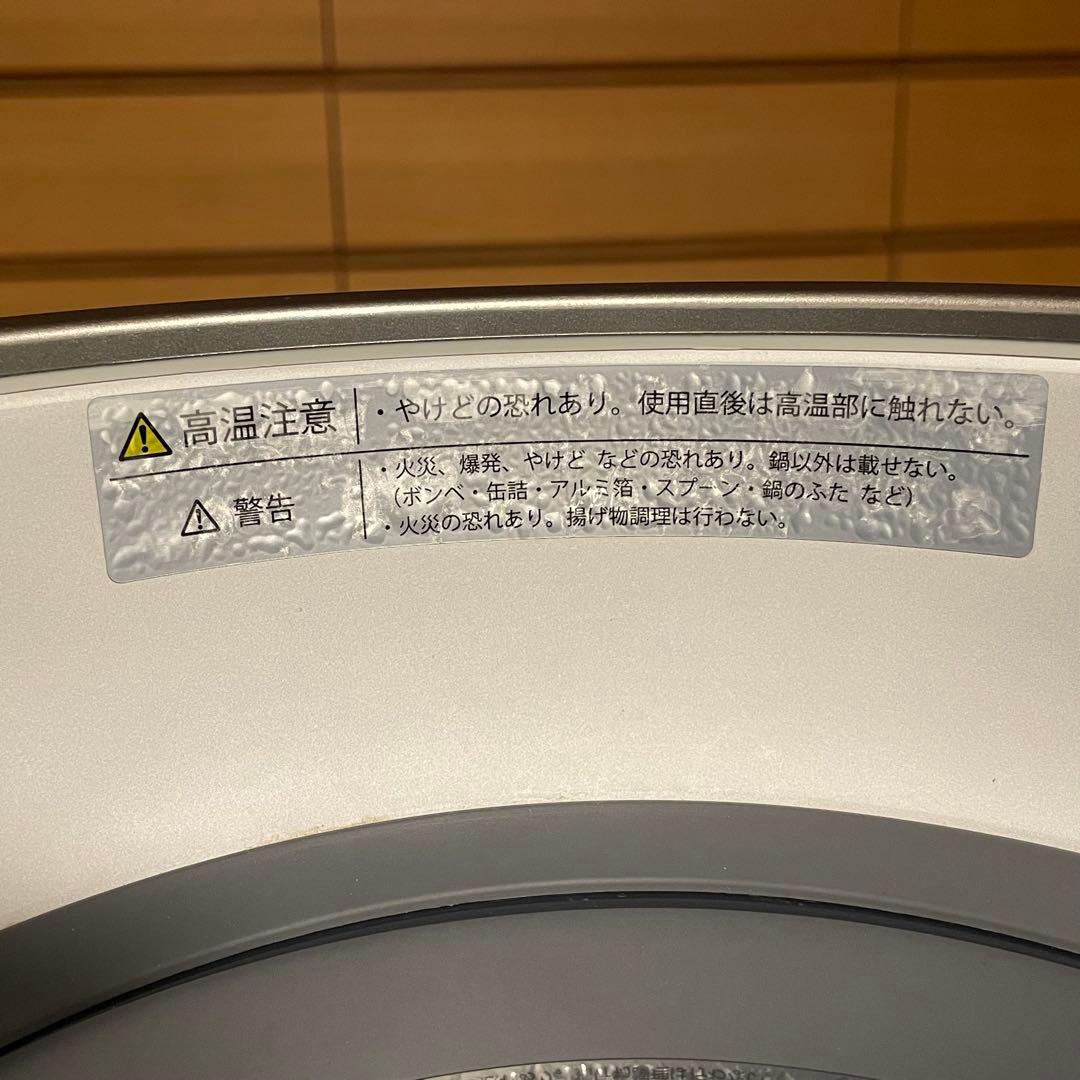 高温注意
・やけどの恐れあり。使用直後は高温部に触れない。
警告
・火災、爆発、やけど などの恐れあり。鍋以外は載せない。
（ボンベ・缶詰・アルミ箔・スプーン・鍋のふた など）
・火災の恐れあり。揚げ物調理は行わない。